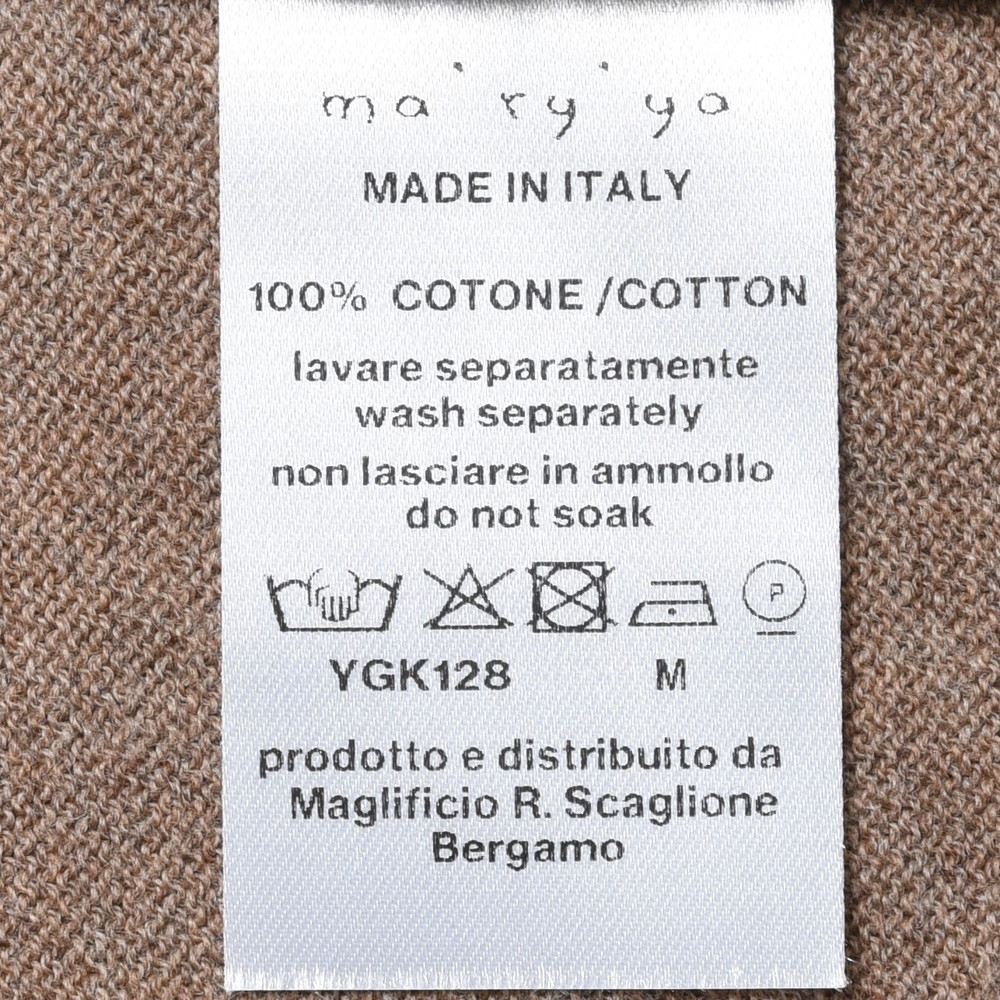 ma'ry'ya
MADE IN ITALY
100% COTONE /COTTON
lavare separatamente
wash separately
non lasciare in ammollo
do not soak
P
YGK128 M
prodotto e distribuito da
Maglificio R. Scaglione
Bergamo